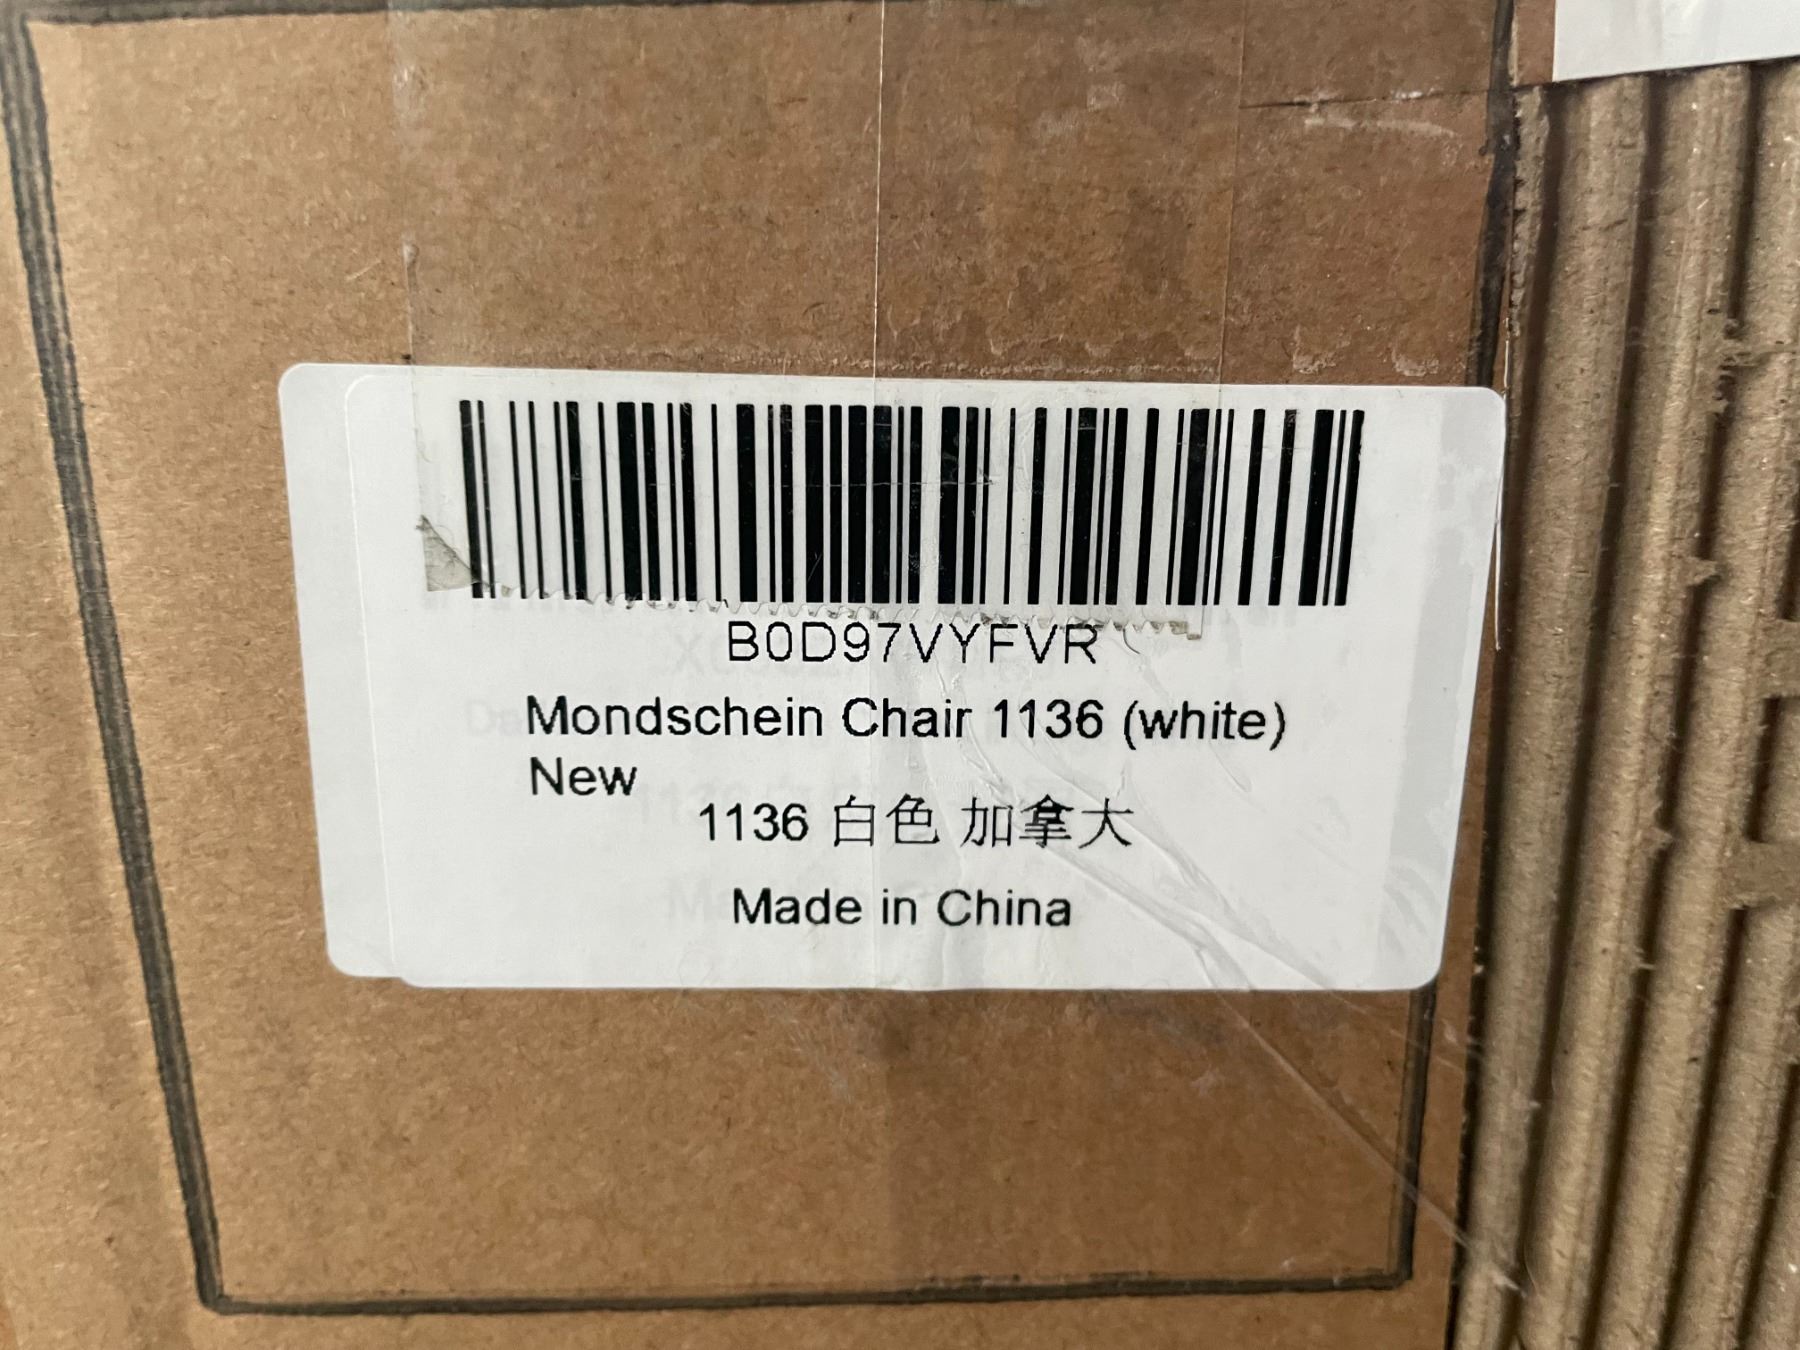 B0D97VYFVR
Mondschein Chair 1136 (white)
New
1136 白色 加拿大
Made in China